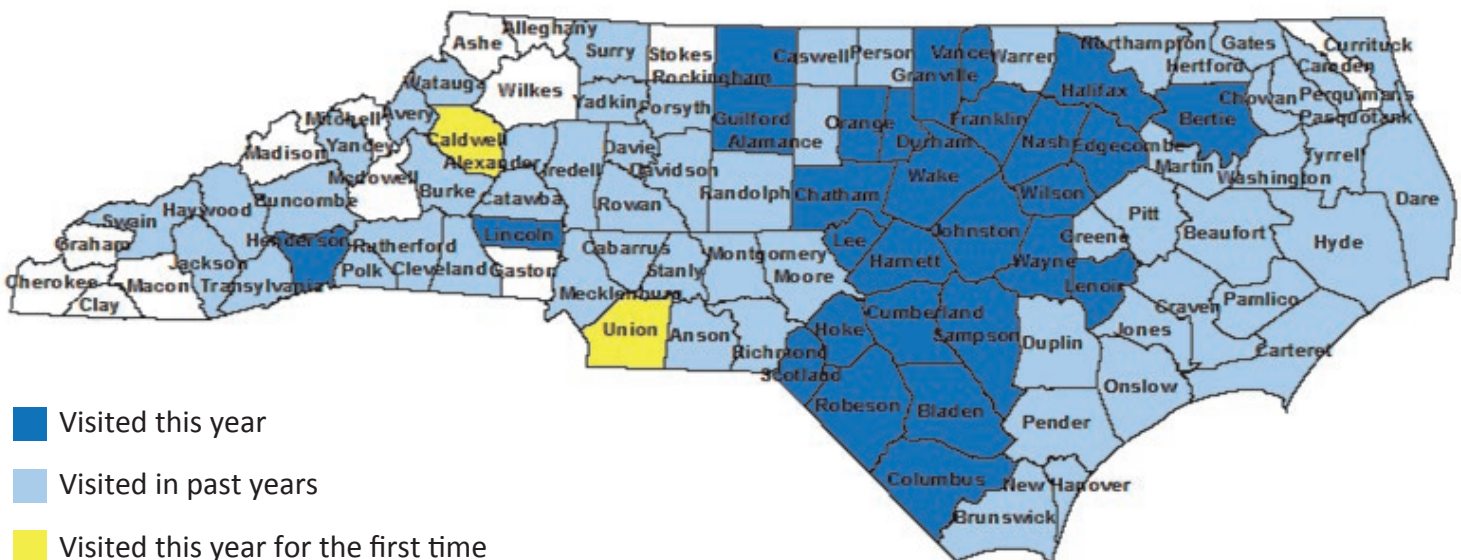 Ashe
Alleghany
Surry
Stokes
Rockingham
Caswell
Person
Granville
Vance
Warren
Northampton
Gates
Hertford
Currituck
Camden
Watauga
Wilkes
Yadkin
Forsyth
Guilford
Alamance
Orange
Durham
Franklin
Halifax
Bertie
Chowan
Perquimans
Pasquotank
Mitchell
Avery
Caldwell
Alexander
Iredell
Davie
Davidson
Randolph
Chatham
Wake
Nash
Edgecombe
Martin
Washington
Tyrrell
Dare
Madison
Yancey
McDowell
Burke
Catawba
Rowan
Wilson
Pitt
Beaufort
Hyde
Swain
Haywood
Buncombe
Graham
Jackson
Henderson
Rutherford
Lincoln
Cabarrus
Stanly
Montgomery
Moore
Lee
Harnett
Johnston
Wayne
Greene
Lenoir
Craven
Pamlico
Cherokee
Clay
Macon
Transylvania
Polk
Cleveland
Gaston
Mecklenburg
Union
Anson
Richmond
Scotland
Hoke
Cumberland
Sampson
Duplin
Jones
Carteret
Onslow
Robeson
Bladen
Pender
Columbus
New Hanover
Brunswick
Visited this year
Visited in past years
Visited this year for the first time